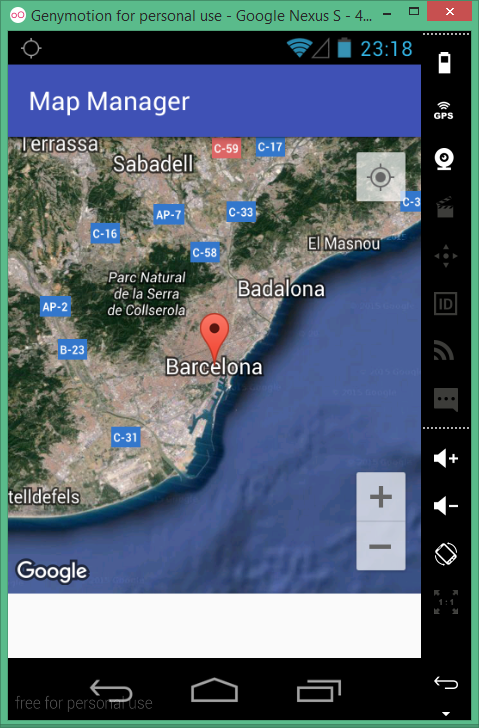 Genymotion for personal use - Google Nexus S - 4...
23:18
GPS
Map Manager
Terrassa
Sabadell
C-59
C-17
AP-7
C-33
C-3
C-16
C-58
El Masnou
Parc Natural
de la Serra
de Collserola
Badalona
ID
AP-2
B-23
Barcelona
C-31
telldefels
Google
1:1
free for personal use